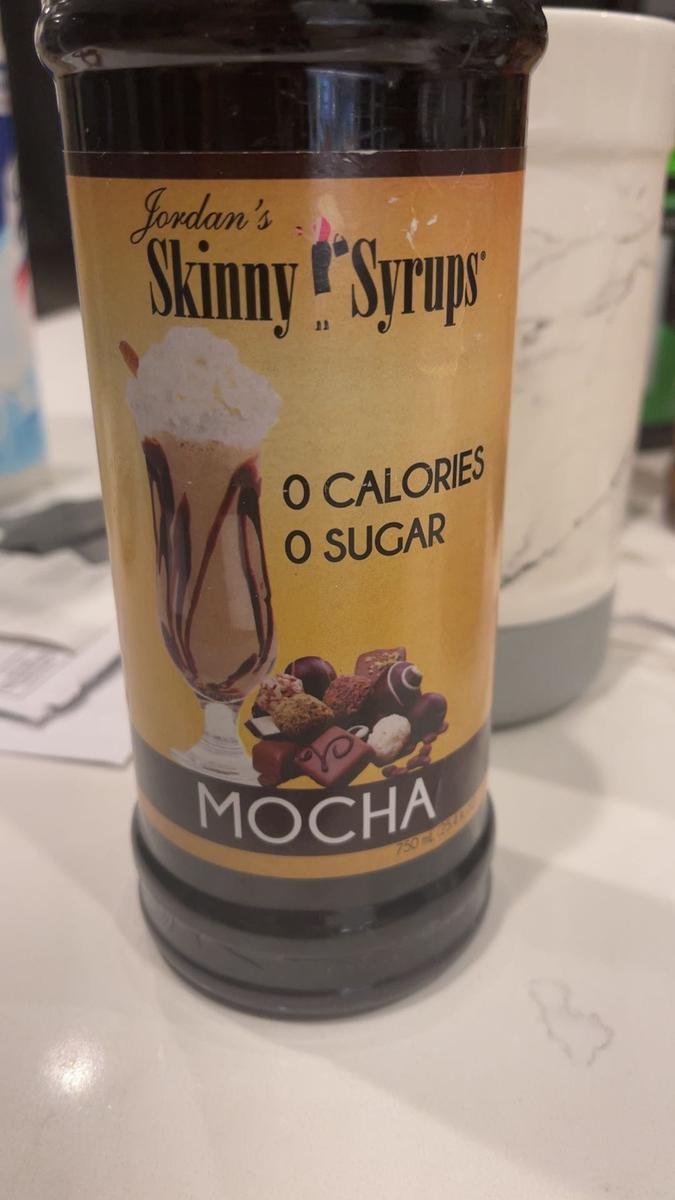 Jordan's
Skinny Syrups®
0 CALORIES
0 SUGAR
MOCHA
750 mL